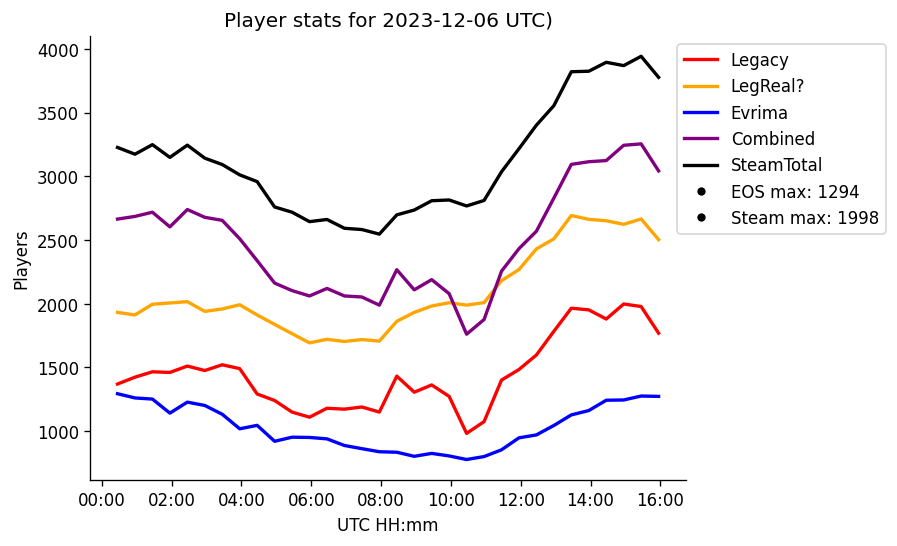 Player stats for 2023-12-06 UTC)
4000
3500
3000
2500
2000
1500
1000
Players
00:00 02:00 04:00 06:00 08:00 10:00 12:00 14:00 16:00
UTC HH:mm
Legacy
LegReal?
Evrima
Combined
SteamTotal
EOS max: 1294
Steam max: 1998